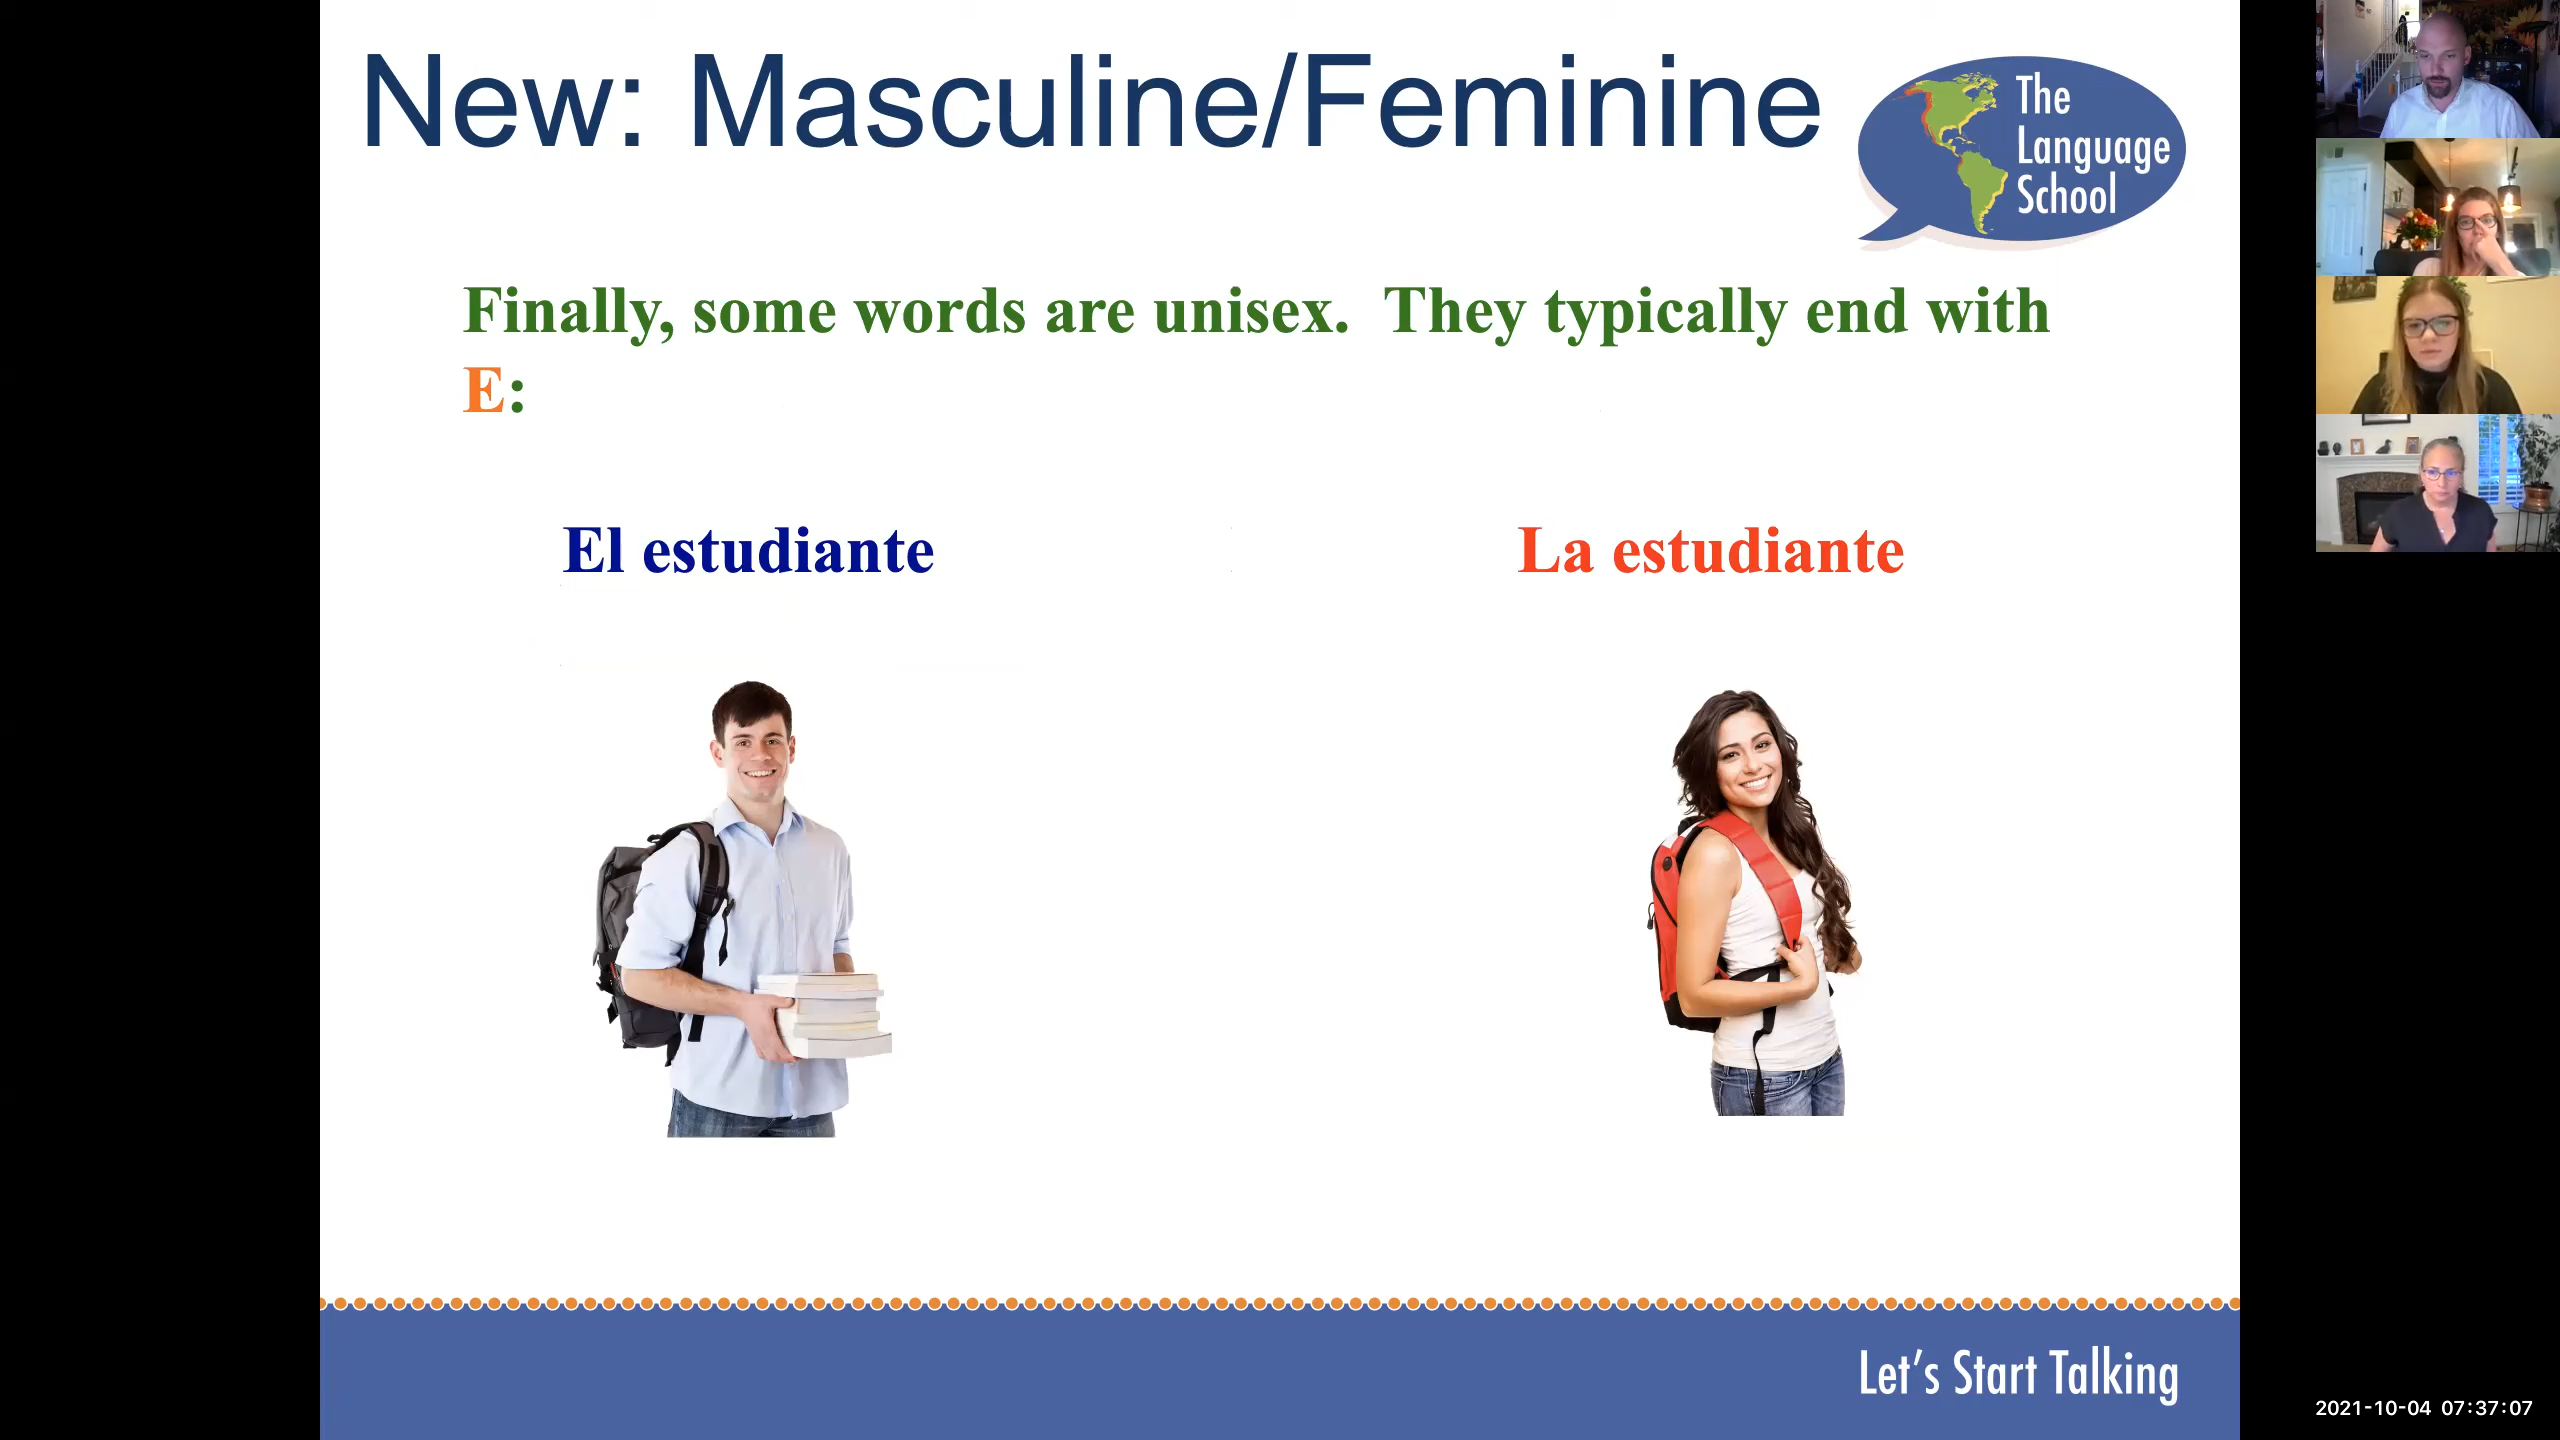 New: Masculine/Feminine
The
Language
School
Finally, some words are unisex.  They typically end with
E:
El estudiante
La estudiante
Let's Start Talking
2021-10-04 07:37:07